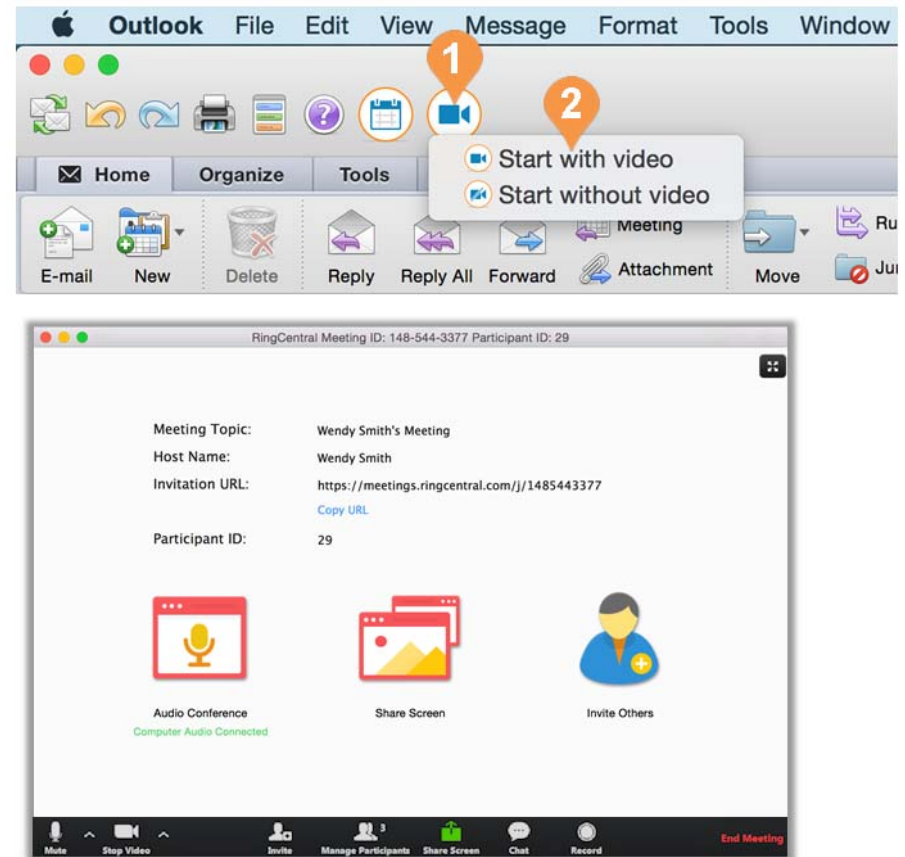 Outlook File Edit View Message Format Tools Window
1
2
Start with video
Start without video
Home Organize Tools
Meeting
Ru
E-mail New Delete Reply Reply All Forward Attachment Move Ju
RingCentral Meeting ID: 148-544-3377 Participant ID: 29
Meeting Topic: Wendy Smith's Meeting
Host Name: Wendy Smith
Invitation URL: https://meetings.ringcentral.com/j/1485443377
Copy URL
Participant ID: 29
Audio Conference Share Screen Invite Others
Computer Audio Connected
3
Mute Stop Video Invite Manage Participants Share Screen Chat Record End Meeting